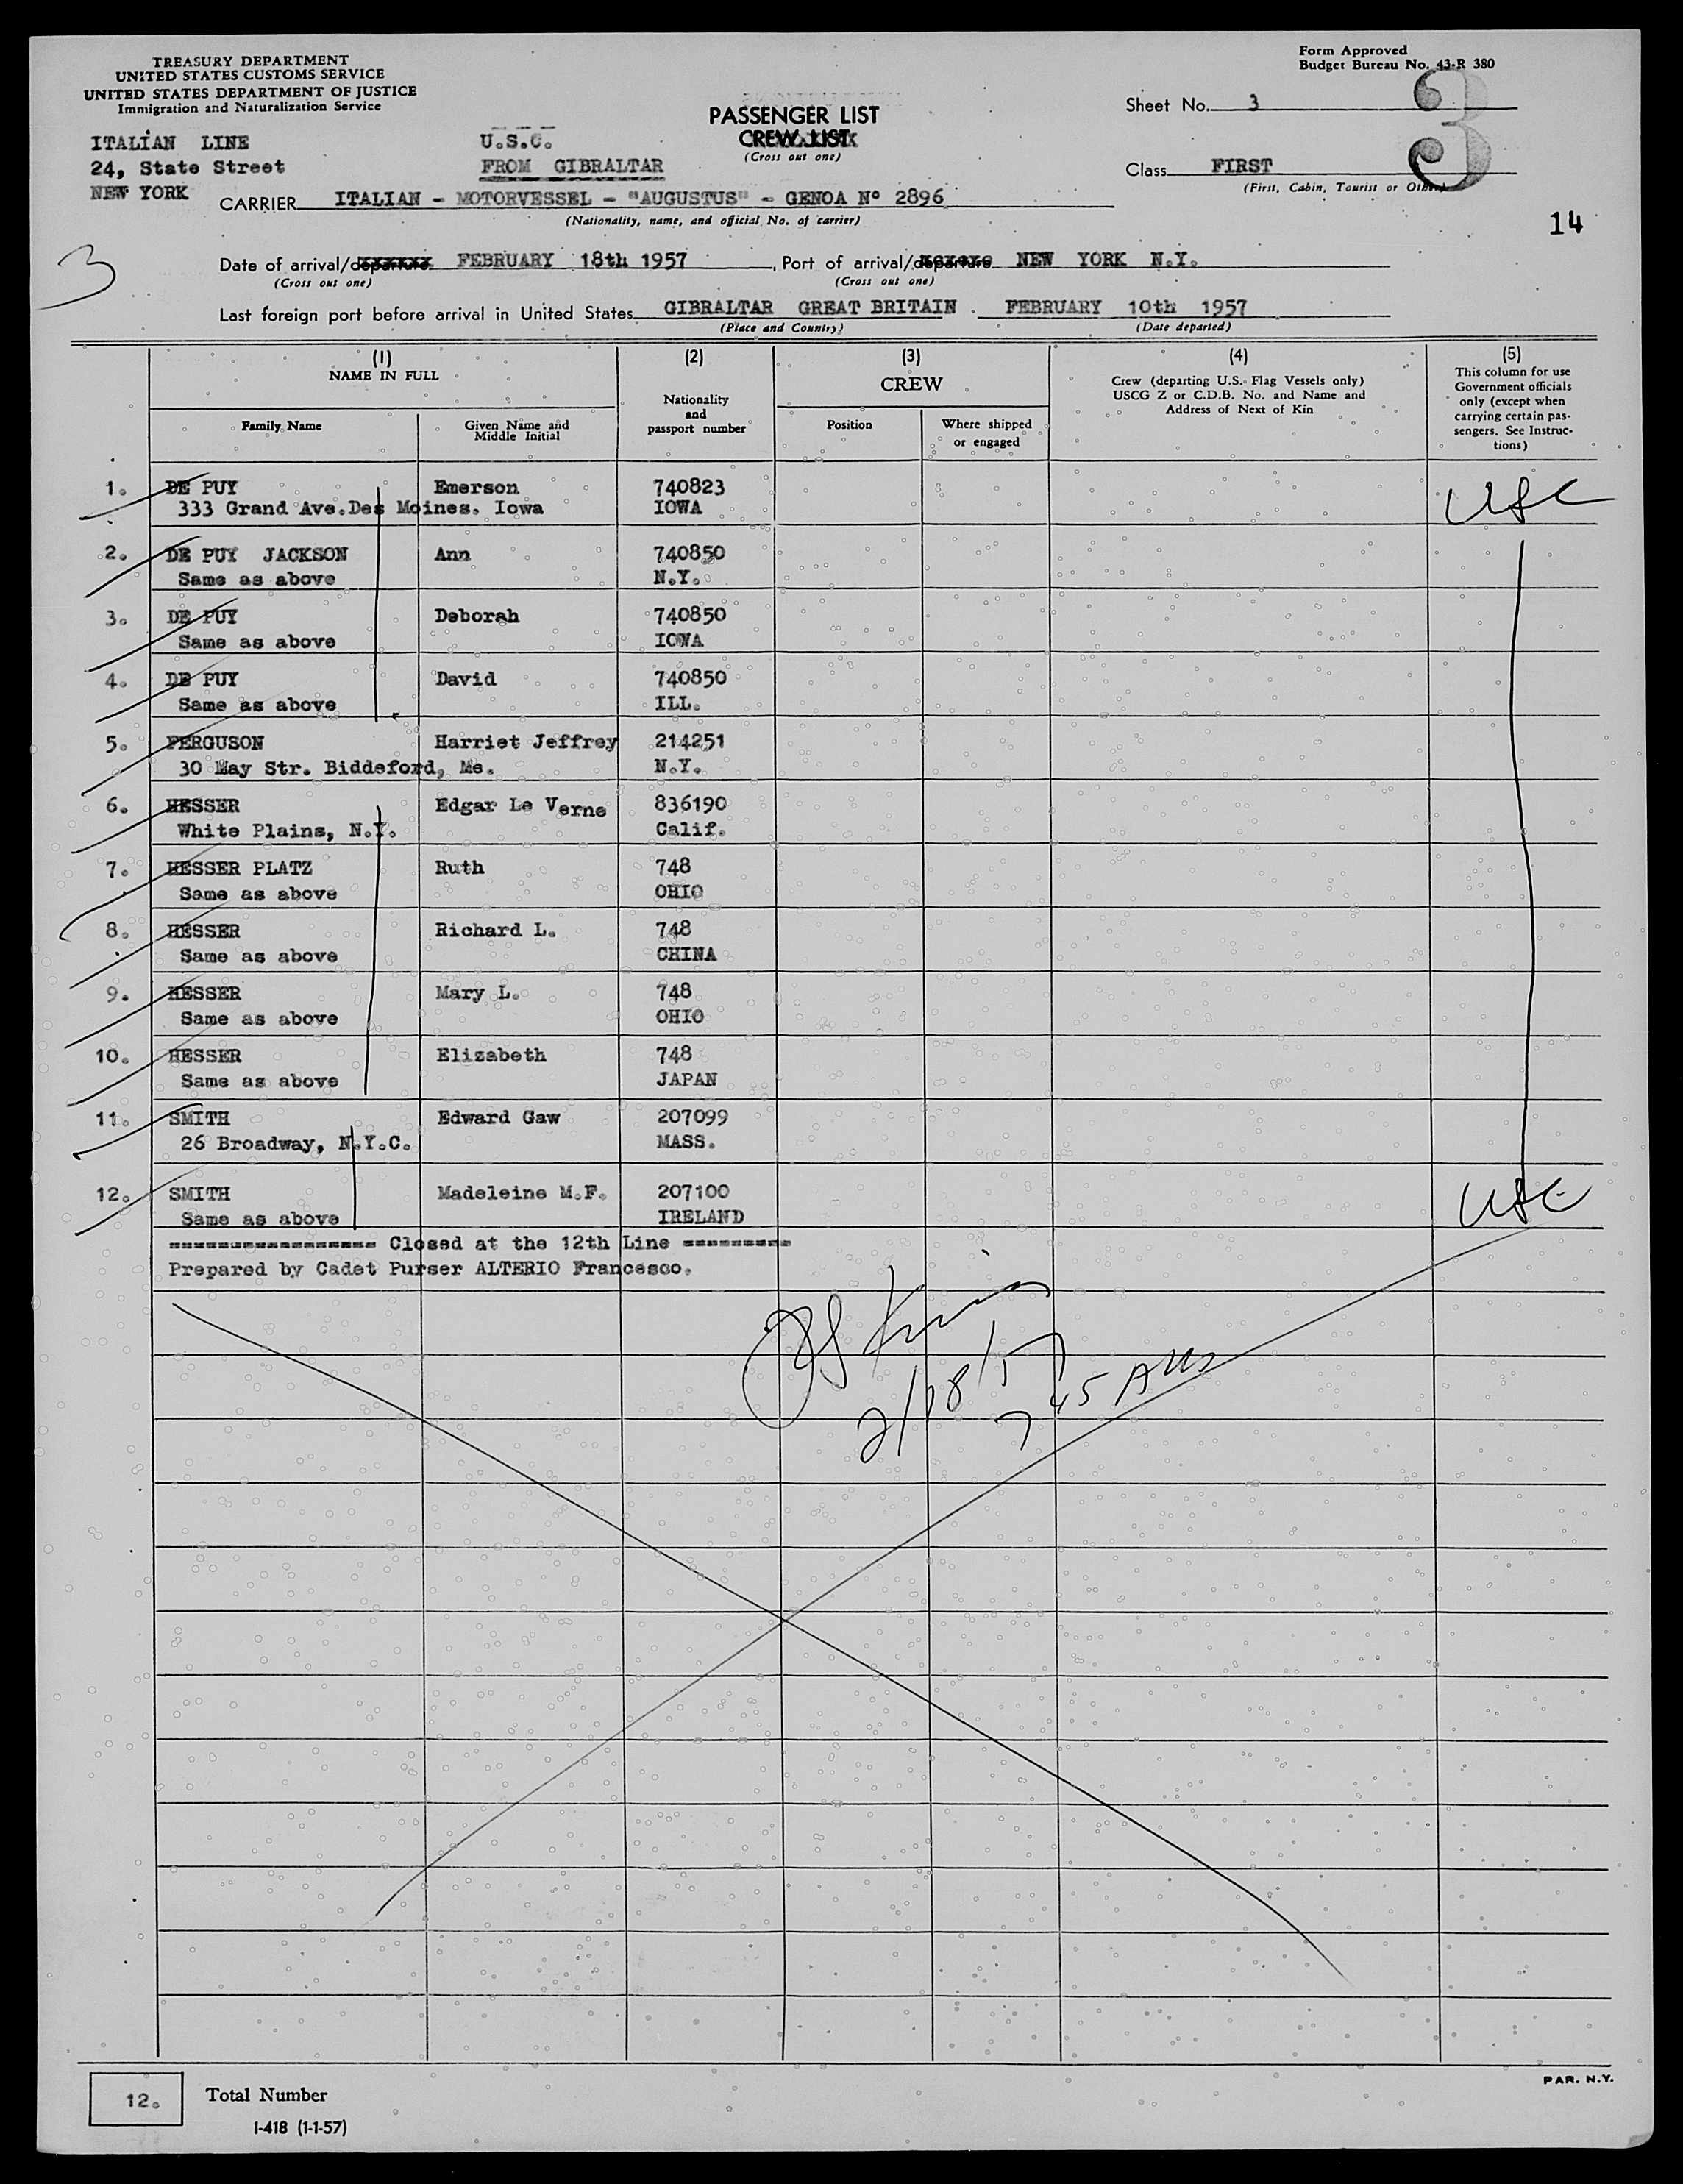 TREASURY DEPARTMENT
UNITED STATES CUSTOMS SERVICE
UNITED STATES DEPARTMENT OF JUSTICE
Immigration and Naturalization Service
Form Approved
Budget Bureau No. 43-R 380
PASSENGER LIST
CREW LIST
(Cross out one)
Sheet No. 3
3
ITALIAN LINE
24, State Street
NEW YORK
U.S.C.
FROM GIBRALTAR
Class FIRST
(First, Cabin, Tourist or Other)
CARRIER ITALIAN - MOTORVESSEL - "AUGUSTUS" - GENOA Nº 2896
(Nationality, name, and official No. of carrier)
14
3
Date of arrival/departure FEBRUARY 18th 1957, Port of arrival/departure NEW YORK N.Y.
(Cross out one) (Cross out one)
Last foreign port before arrival in United States GIBRALTAR GREAT BRITAIN. FEBRUARY 10th 1957
(Place and Country) (Date departed)
(1) (2) (3) (4) (5)
NAME IN FULL
Family Name
Given Name and Middle Initial
Nationality and passport number
CREW
Position
Where shipped or engaged
Crew (departing U.S. Flag Vessels only)
USCG Z or C.D.B. No. and Name and
Address of Next of Kin
This column for use
Government officials
only (except when
carrying certain pas-
sengers. See Instruc-
tions)
1. DE PUY Emerson 740823 USC
333 Grand Ave.Des Moines. Iowa IOWA
2. DE PUY JACKSON Ann 740850
Same as above N.Y.
3. DE PUY Deborah 740850
Same as above IOWA
4. DE PUY David 740850
Same as above ILL.
5. FERGUSON Harriet Jeffrey 214251
30 May Str. Biddeford, Me. N.Y.
6. HESSER Edgar Le Verne 836190
White Plains, N.Y. Calif.
7. HESSER PLATZ Ruth 748
Same as above OHIO
8. HESSER Richard L. 748
Same as above CHINA
9. HESSER Mary L. 748
Same as above OHIO
10. HESSER Elizabeth 748
Same as above JAPAN
11. SMITH Edward Gaw 207099
26 Broadway, N.Y.C. MASS.
12. SMITH Madeleine M.F. 207100 USC
Same as above IRELAND
================= Closed at the 12th Line =========
Prepared by Cadet Purser ALTERIO Francesco.
2/18/57
7 45 AM
12. Total Number
I-418 (1-1-57)
PAR. N.Y.